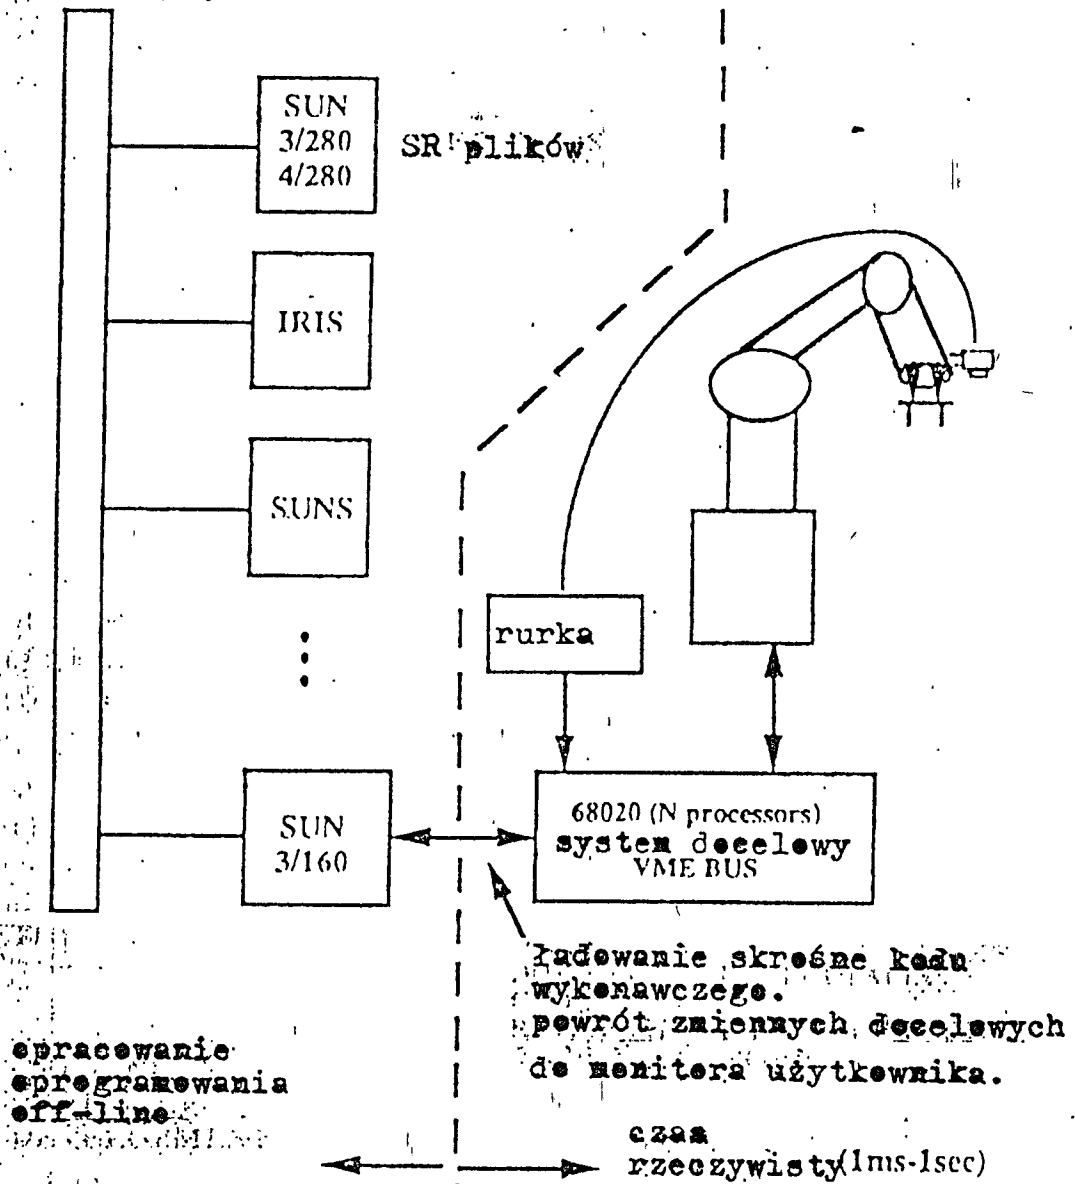 SUN
3/280
4/280
SR plików
IRIS
SUNS
rurka
SUN
3/160
68020 (N processors)
system docelowy
VME BUS
ładowanie skrośne kodu
wykonawczego.
powrót zmiennych docelowych
do monitora użytkownika.
opracowanie
oprogramowania
off-line
czas
rzeczywisty(1ms-1sec)